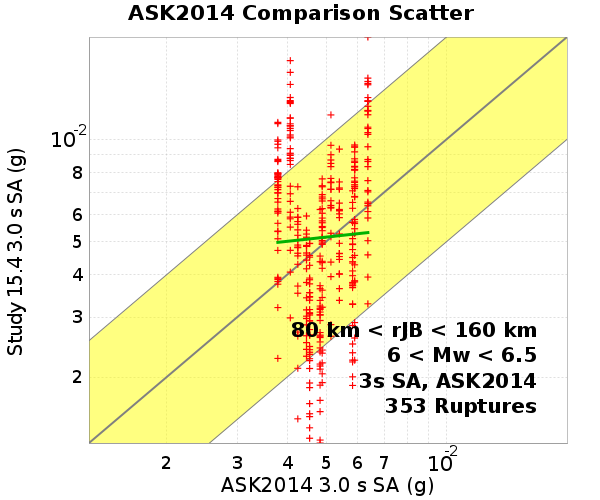 ASK2014 Comparison Scatter
Study 15.4 3.0 s SA (g)
10-2
8
6
5
4
3
2
80 km < rJB < 160 km
6 < Mw < 6.5
3s SA, ASK2014
353 Ruptures
2 3 4 5 6 7 10-2
ASK2014 3.0 s SA (g)